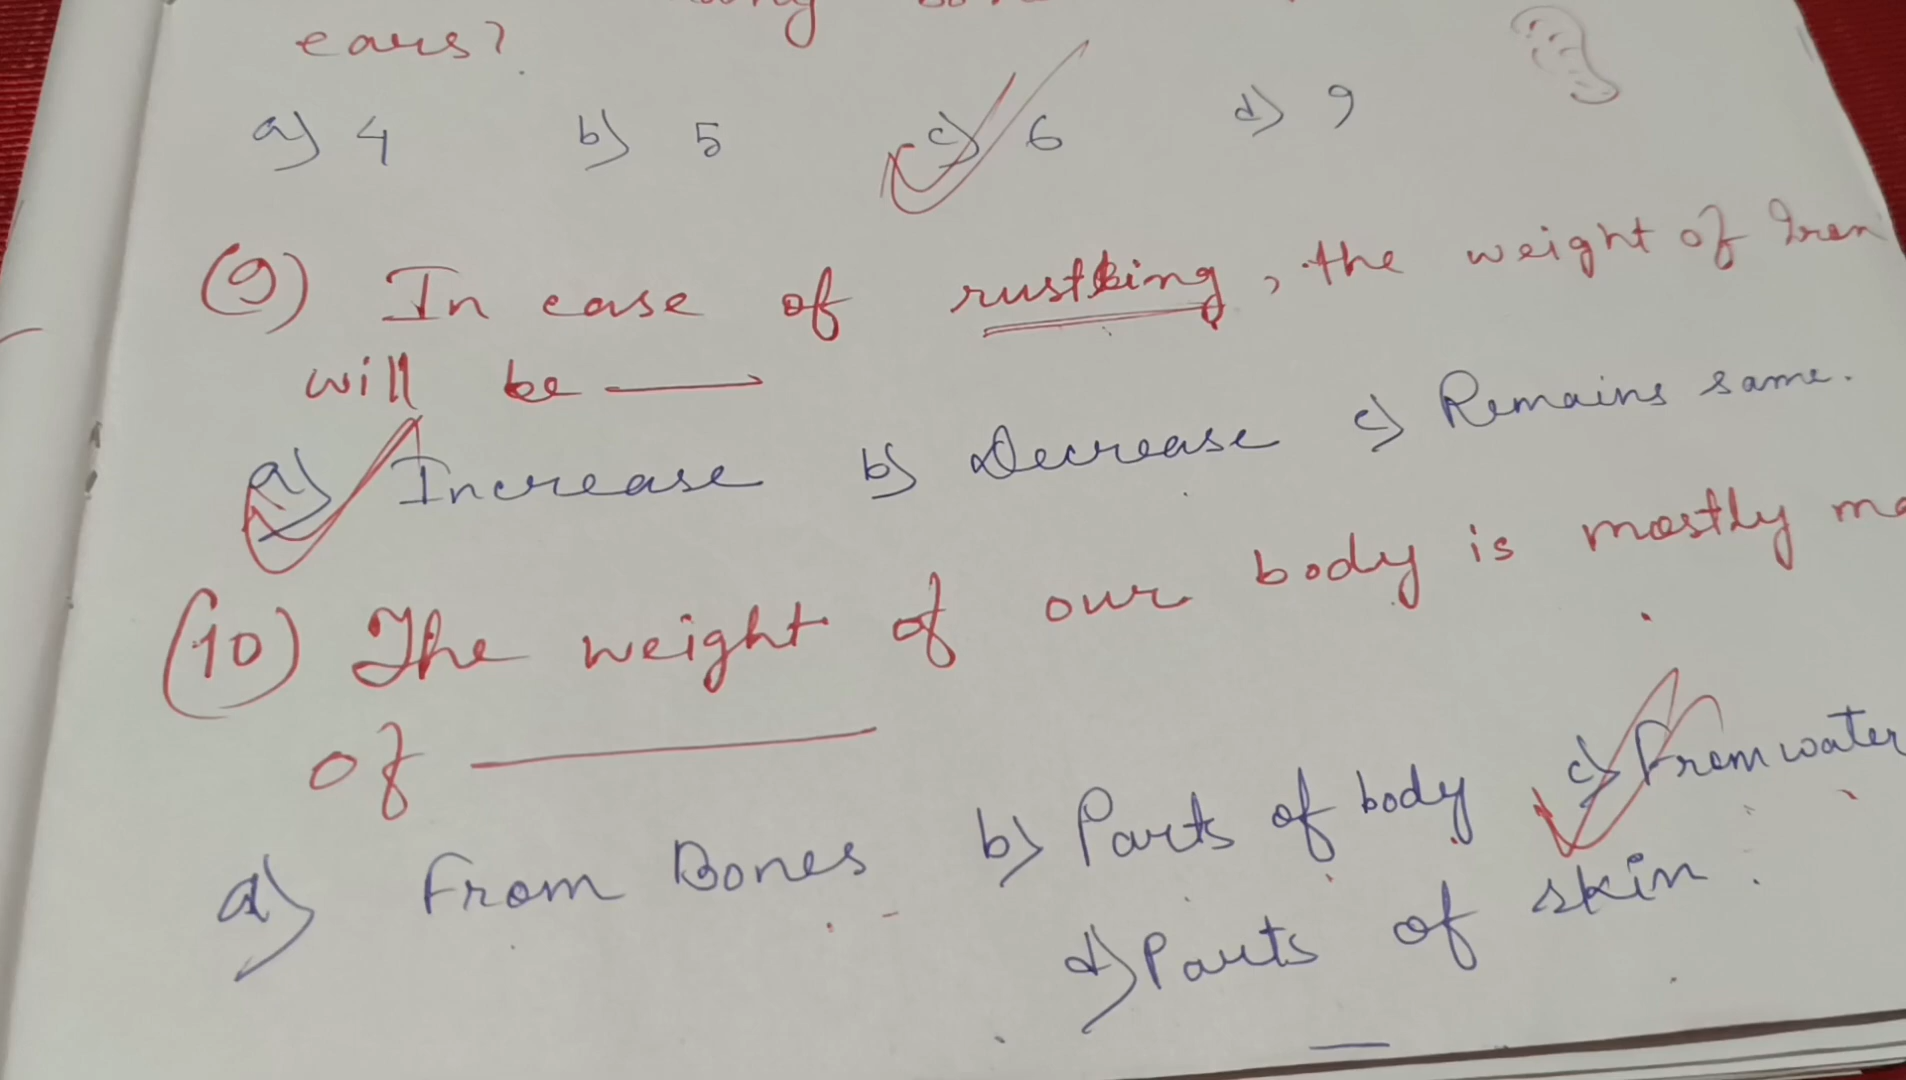 ears?
a) 4 b) 5 c) 6 d) 9
(9) In case of rustking, the weight of Iron
will be
a) Increase b) Decrease c) Remains same.
(10) The weight of our body is mostly
of
a) From Bones b) Parts of body c) From water
d) Parts of skin.